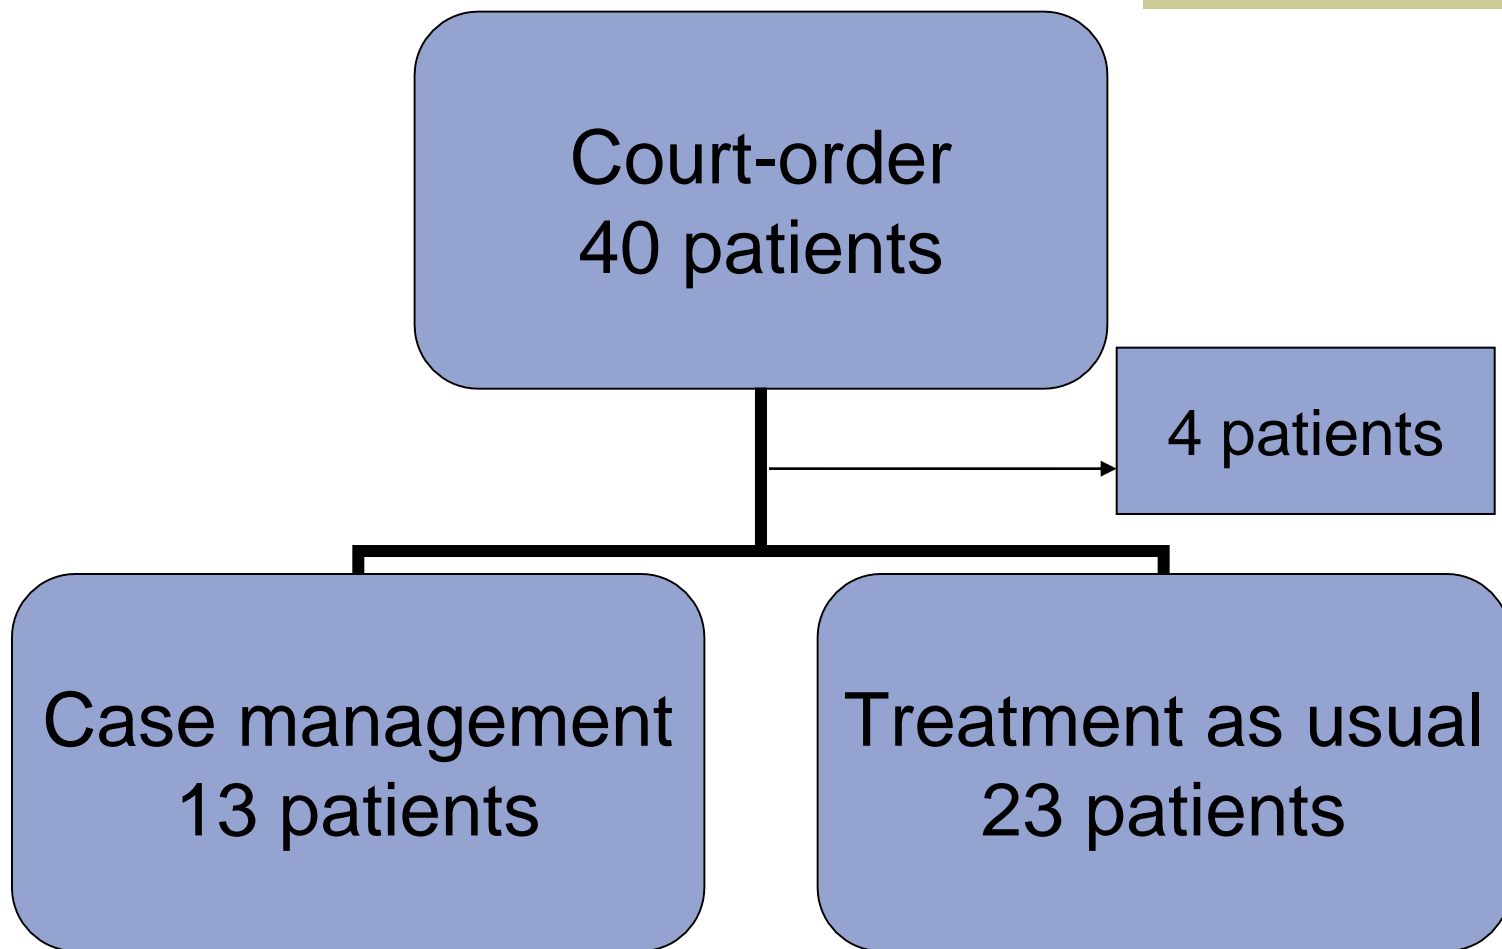 Court-order
40 patients
4 patients
Case management
13 patients
Treatment as usual
23 patients